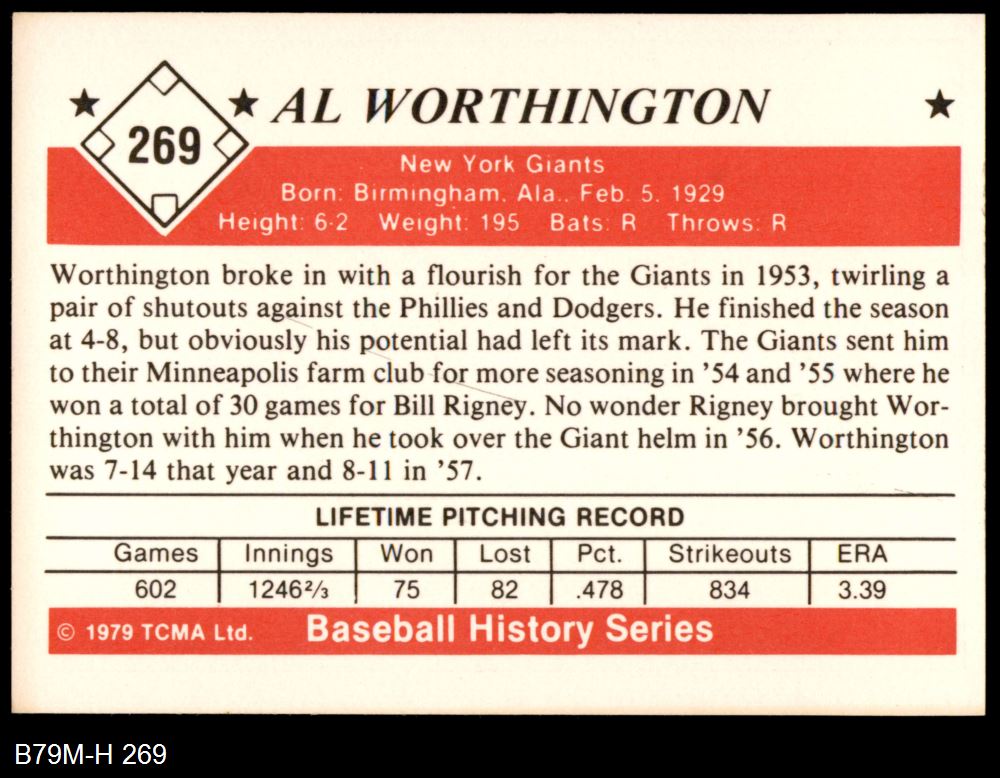 269
AL WORTHINGTON
New York Giants
Born: Birmingham, Ala., Feb. 5, 1929
Height: 6-2 Weight: 195 Bats: R Throws: R
Worthington broke in with a flourish for the Giants in 1953, twirling a
pair of shutouts against the Phillies and Dodgers. He finished the season
at 4-8, but obviously his potential had left its mark. The Giants sent him
to their Minneapolis farm club for more seasoning in ’54 and ’55 where he
won a total of 30 games for Bill Rigney. No wonder Rigney brought Wor-
thington with him when he took over the Giant helm in ’56. Worthington
was 7-14 that year and 8-11 in ’57.
LIFETIME PITCHING RECORD
Games Innings Won Lost Pct. Strikeouts ERA
602 1246⅔ 75 82 .478 834 3.39
© 1979 TCMA Ltd. Baseball History Series
B79M-H 269